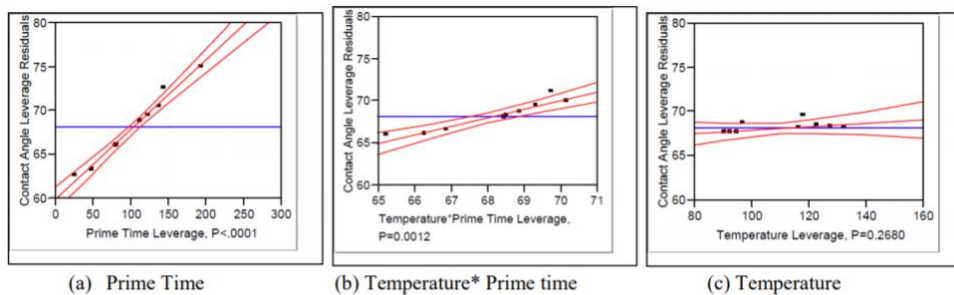 Contact Angle Leverage Residuals
80
75
70
65
60
0 50 100 150 200 250 300
Prime Time Leverage, P<.0001
(a) Prime Time
Contact Angle Leverage Residuals
80
75
70
65
60
65 66 67 68 69 70 71
Temperature*Prime Time Leverage,
P=0.0012
(b) Temperature* Prime time
Contact Angle Leverage Residuals
80
75
70
65
60
80 100 120 140 160
Temperature Leverage, P=0.2680
(c) Temperature